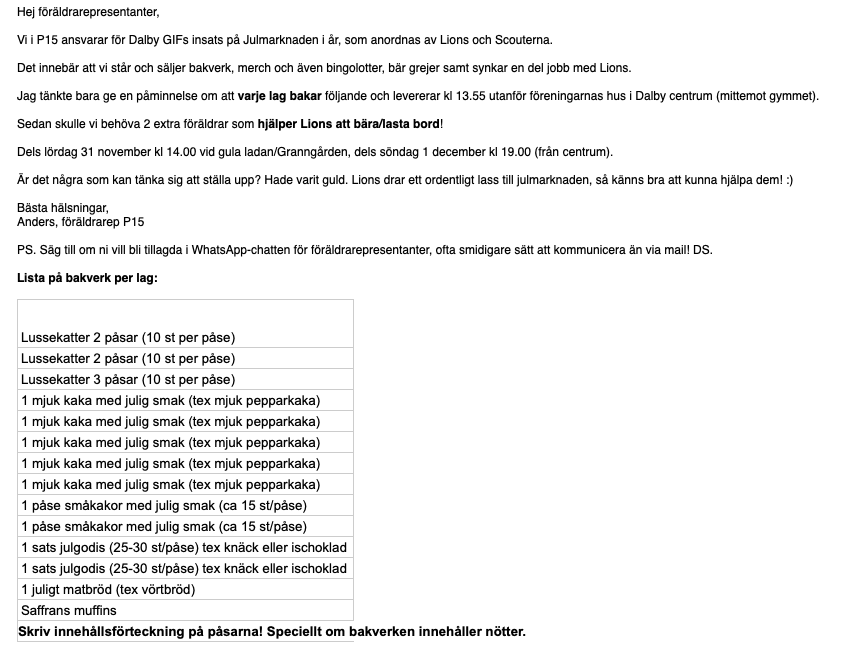 Hej föräldrarepresentanter,
Vi i P15 ansvarar för Dalby GIFs insats på Julmarknaden i år, som anordnas av Lions och Scouterna.
Det innebär att vi står och säljer bakverk, merch och även bingolotter, bär grejer samt synkar en del jobb med Lions.
Jag tänkte bara ge en påminnelse om att varje lag bakar följande och levererar kl 13.55 utanför föreningarnas hus i Dalby centrum (mittemot gymmet).
Sedan skulle vi behöva 2 extra föräldrar som hjälper Lions att bära/lasta bord!
Dels lördag 31 november kl 14.00 vid gula ladan/Granngården, dels söndag 1 december kl 19.00 (från centrum).
Är det några som kan tänka sig att ställa upp? Hade varit guld. Lions drar ett ordentligt lass till julmarknaden, så känns bra att kunna hjälpa dem! :)
Bästa hälsningar,
Anders, föräldrarep P15
PS. Säg till om ni vill bli tillagda i WhatsApp-chatten för föräldrarepresentanter, ofta smidigare sätt att kommunicera än via mail! DS.
Lista på bakverk per lag:
Lussekatter 2 påsar (10 st per påse)
Lussekatter 2 påsar (10 st per påse)
Lussekatter 3 påsar (10 st per påse)
1 mjuk kaka med julig smak (tex mjuk pepparkaka)
1 mjuk kaka med julig smak (tex mjuk pepparkaka)
1 mjuk kaka med julig smak (tex mjuk pepparkaka)
1 mjuk kaka med julig smak (tex mjuk pepparkaka)
1 mjuk kaka med julig smak (tex mjuk pepparkaka)
1 påse småkakor med julig smak (ca 15 st/påse)
1 påse småkakor med julig smak (ca 15 st/påse)
1 sats julgodis (25-30 st/påse) tex knäck eller ischoklad
1 sats julgodis (25-30 st/påse) tex knäck eller ischoklad
1 juligt matbröd (tex vörtbröd)
Saffrans muffins
Skriv innehållsförteckning på påsarna! Speciellt om bakverken innehåller nötter.